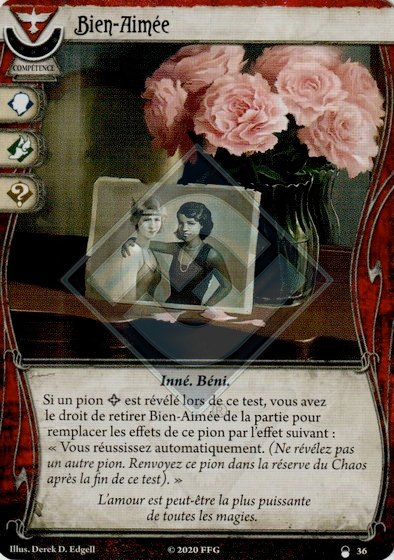 Bien-Aimée
COMPÉTENCE
Inné. Béni.
Si un pion est révélé lors de ce test, vous avez
le droit de retirer Bien-Aimée de la partie pour
remplacer les effets de ce pion par l'effet suivant :
« Vous réussissez automatiquement. (Ne révélez pas
un autre pion. Renvoyez ce pion dans la réserve du Chaos
après la fin de ce test). »
L'amour est peut-être la plus puissante
de toutes les magies.
Illus. Derek D. Edgell
© 2020 FFG
36